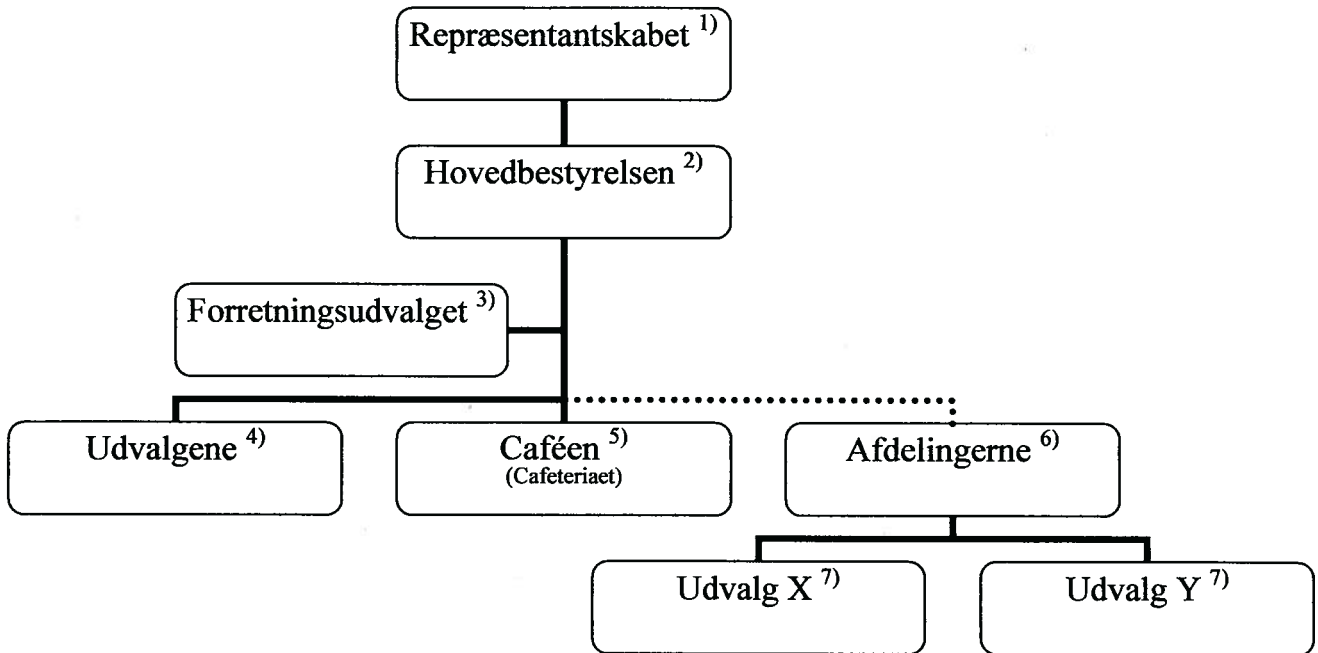 Repræsentantskabet 1)
Hovedbestyrelsen 2)
Forretningsudvalget 3)
Udvalgene 4)
Caféen 5)
(Cafeteriaet)
Afdelingerne 6)
Udvalg X 7)
Udvalg Y 7)